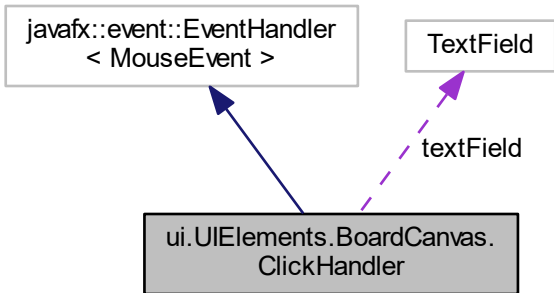 javafx::event::EventHandler
< MouseEvent >
TextField
textField
ui.UIElements.BoardCanvas.
ClickHandler